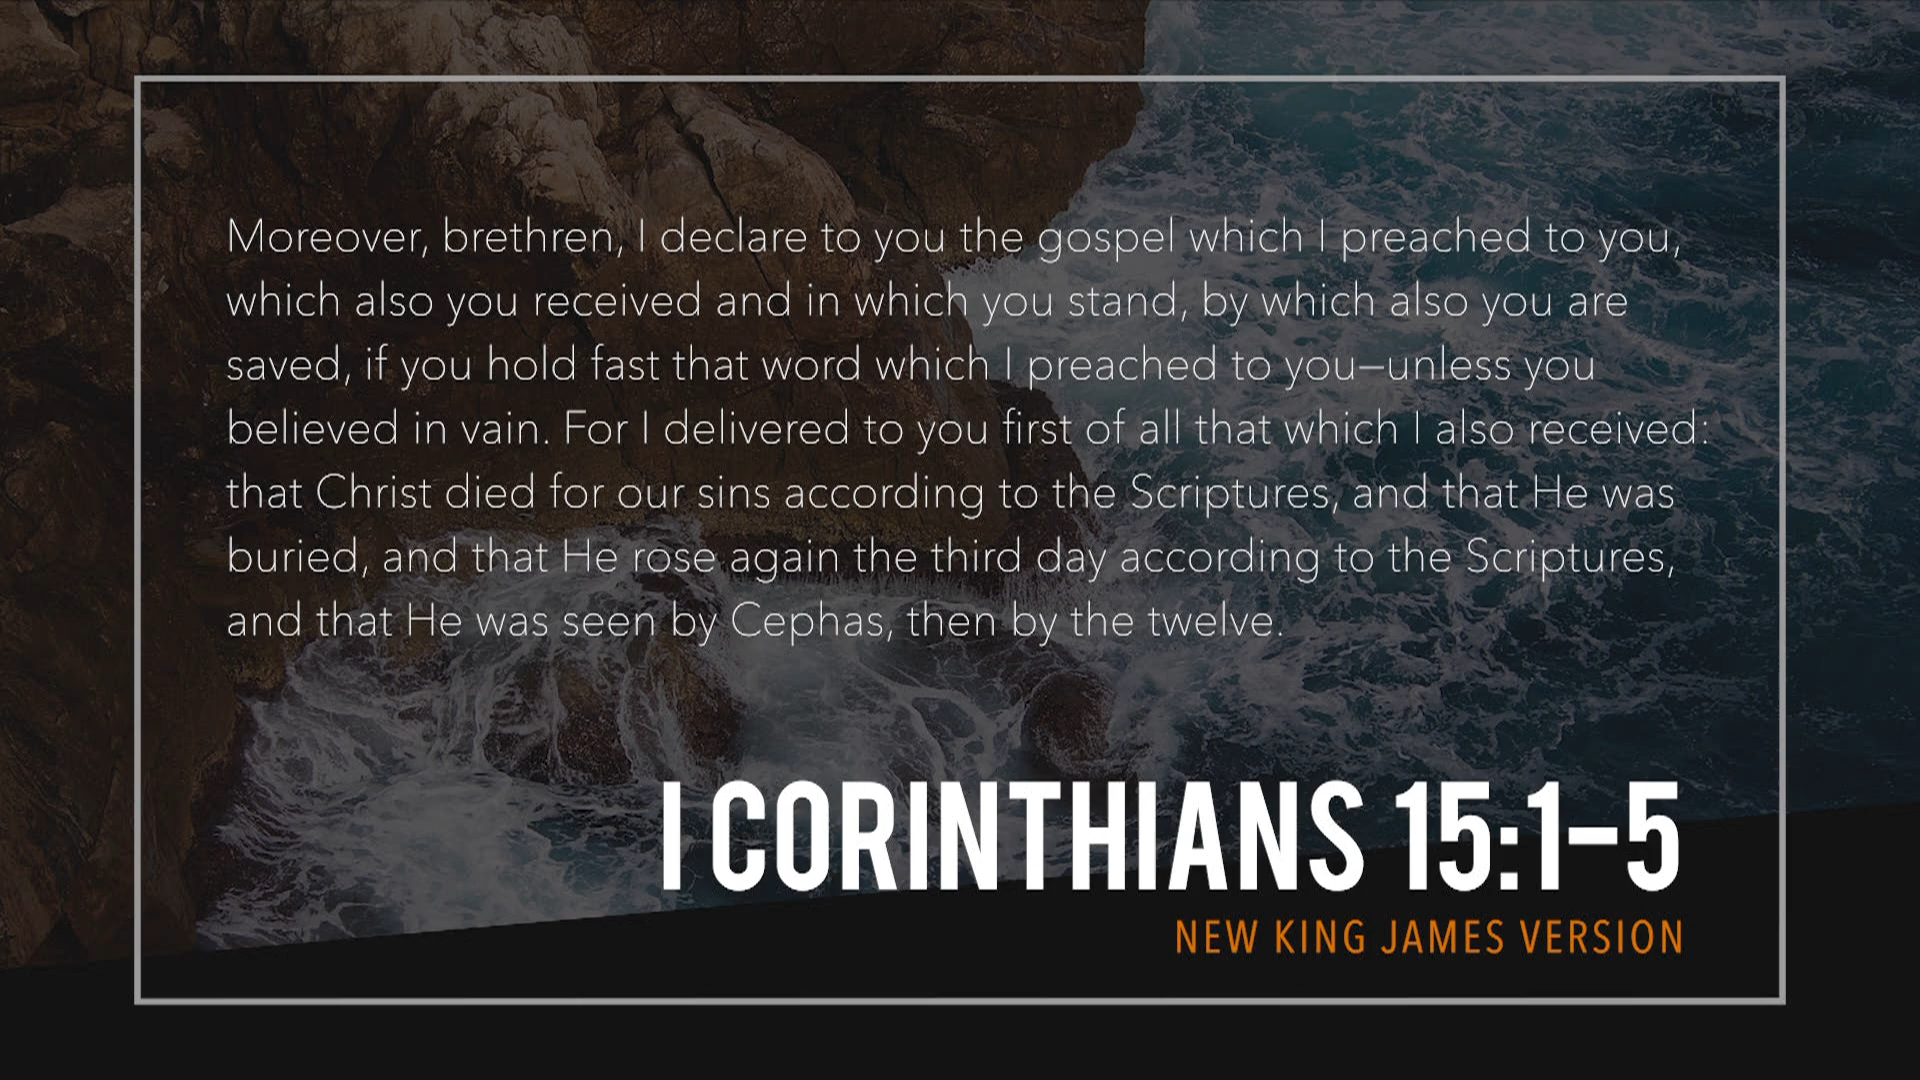 Moreover, brethren, I declare to you the gospel which I preached to you,
which also you received and in which you stand, by which also you are
saved, if you hold fast that word which I preached to you—unless you
believed in vain. For I delivered to you first of all that which I also received:
that Christ died for our sins according to the Scriptures, and that He was
buried, and that He rose again the third day according to the Scriptures,
and that He was seen by Cephas, then by the twelve.
I CORINTHIANS 15:1–5
NEW KING JAMES VERSION